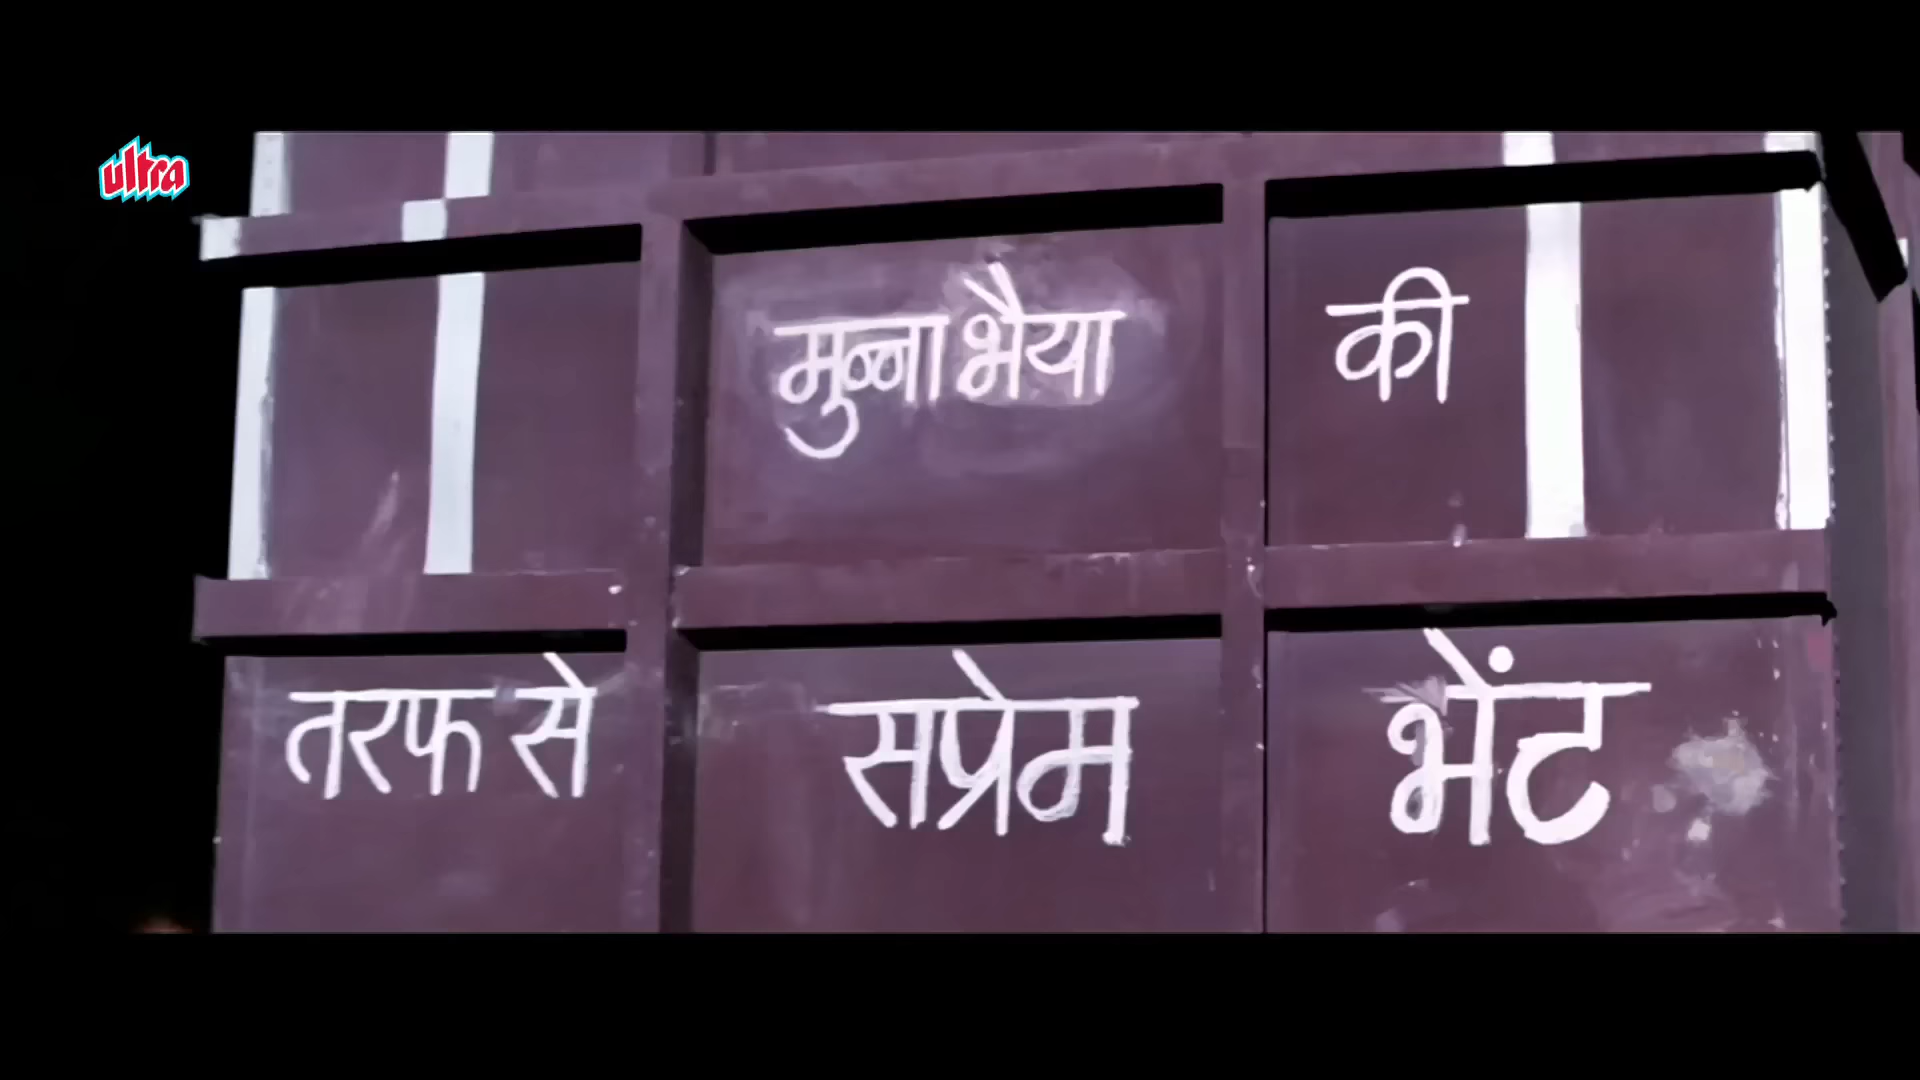 ultra
मुन्ना भैया की
तरफ से सप्रेम भेंट